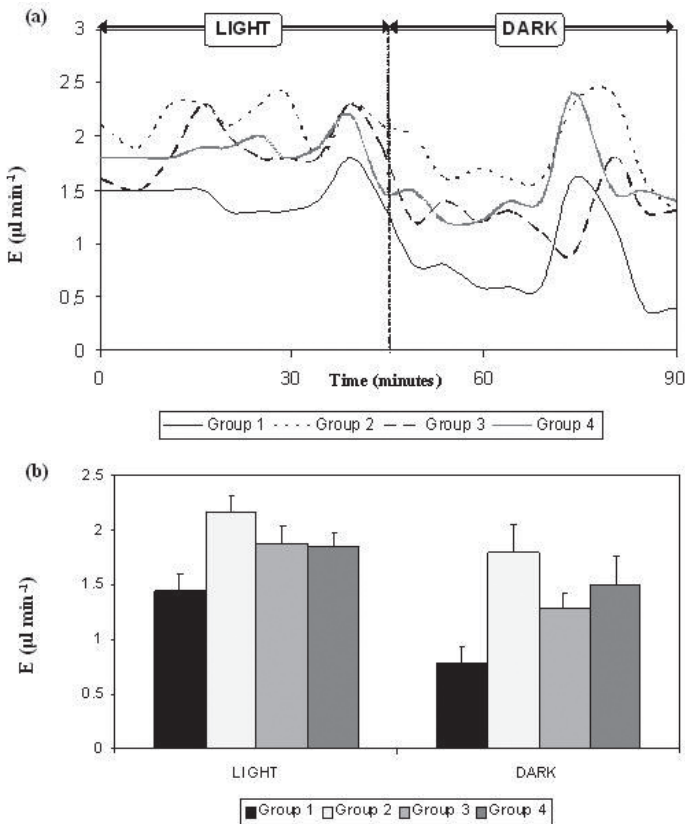 (a)
3
LIGHT
DARK
2.5
2
1.5
1
0,5
0
E (µl min⁻¹)
0
30
60
90
Time (minutes)
Group 1
Group 2
Group 3
Group 4
(b)
2.5
2
1.5
1
0.5
0
E (µl min⁻¹)
LIGHT
DARK
Group 1
Group 2
Group 3
Group 4